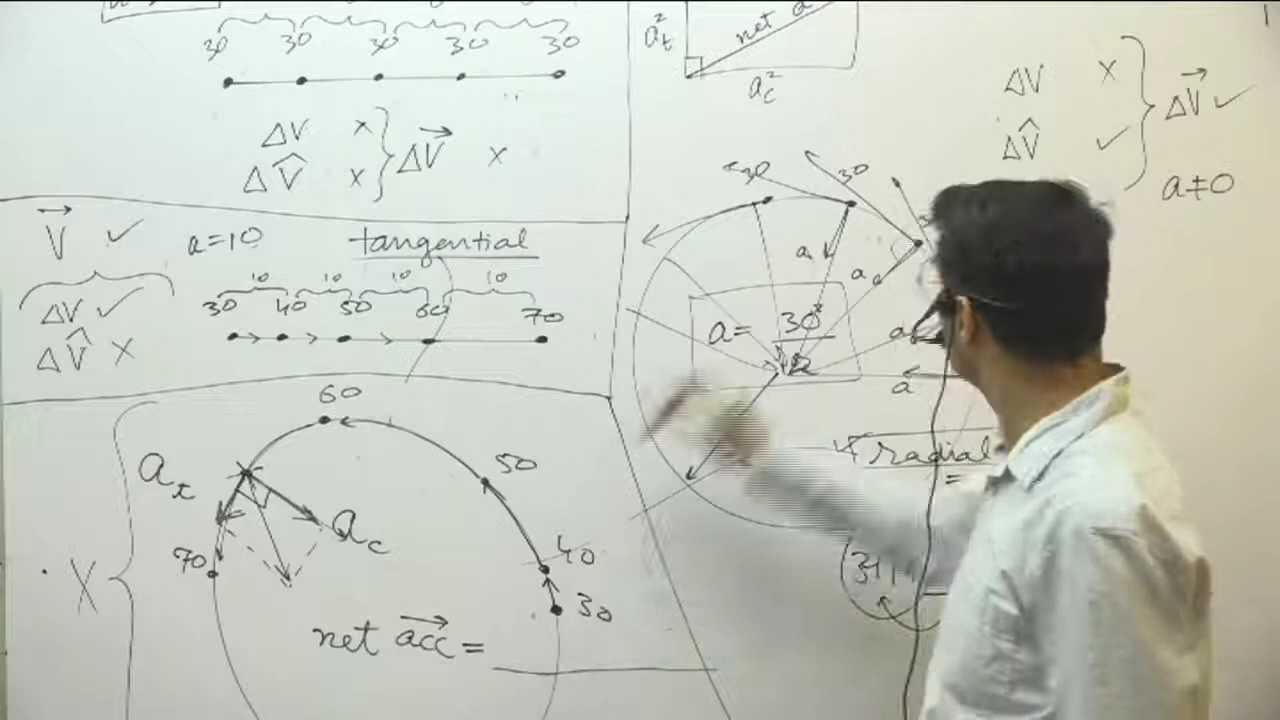 30 30 30 30 30
ΔV ×
ΔV̂ ×
ΔV⃗ ×
V⃗ ✓ a=10 tangential
10 10 10 10
ΔV ✓
ΔV̂ ×
30 40 50 60 70
60
50
40
30
70
a_t
a_c
X
net acc⃗ =
a_t²
net a
a_c²
ΔV ×
ΔV̂ ✓
ΔV⃗ ✓
a≠0
30 30
a
a
a
a
a = 30²/R
radial